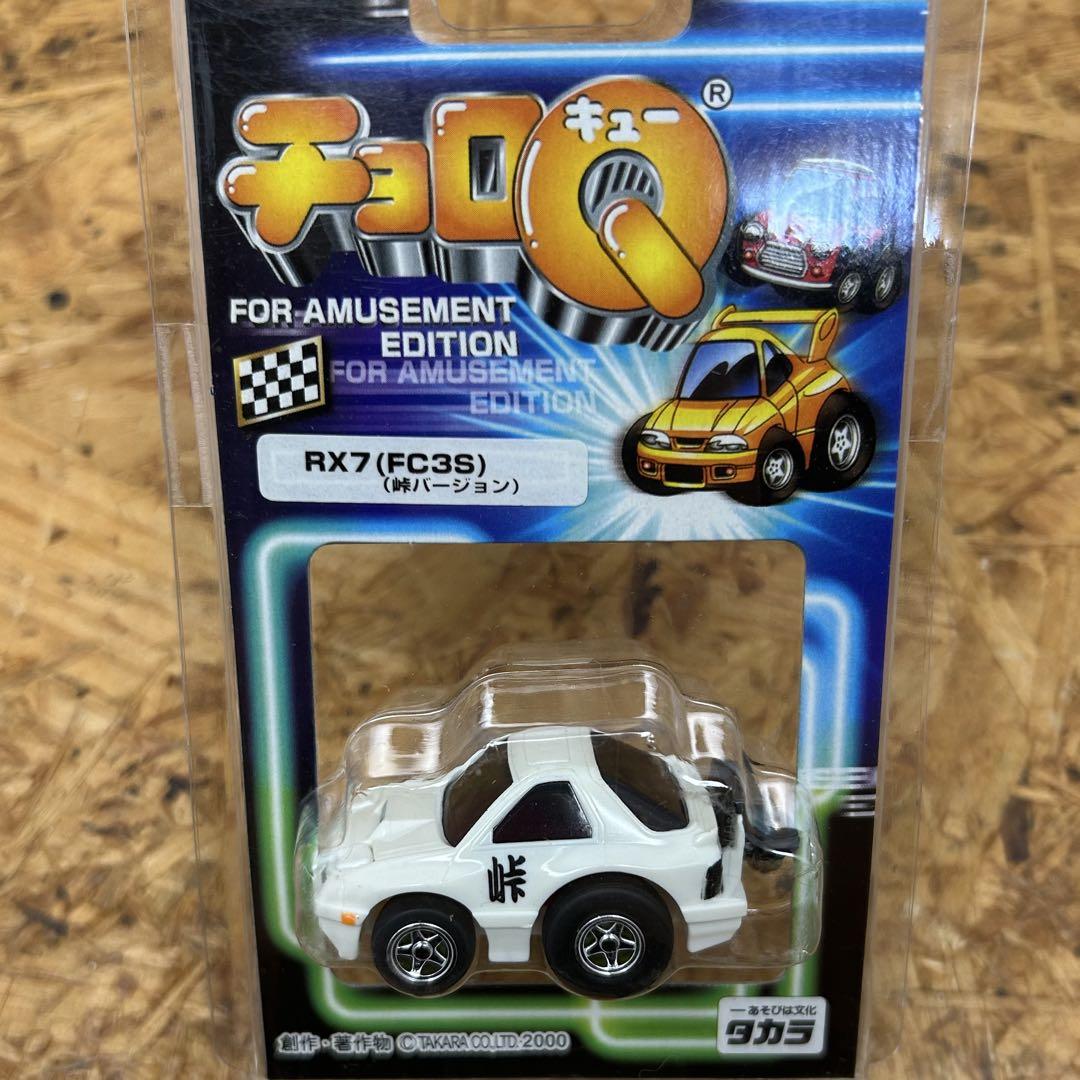 チョロQ
キュー
®
FOR AMUSEMENT
EDITION
FOR AMUSEMENT
EDITION
RX7(FC3S)
(峠バージョン)
峠
創作・著作物 ©TAKARA CO.,LTD. 2000
ーあそびは文化
タカラ